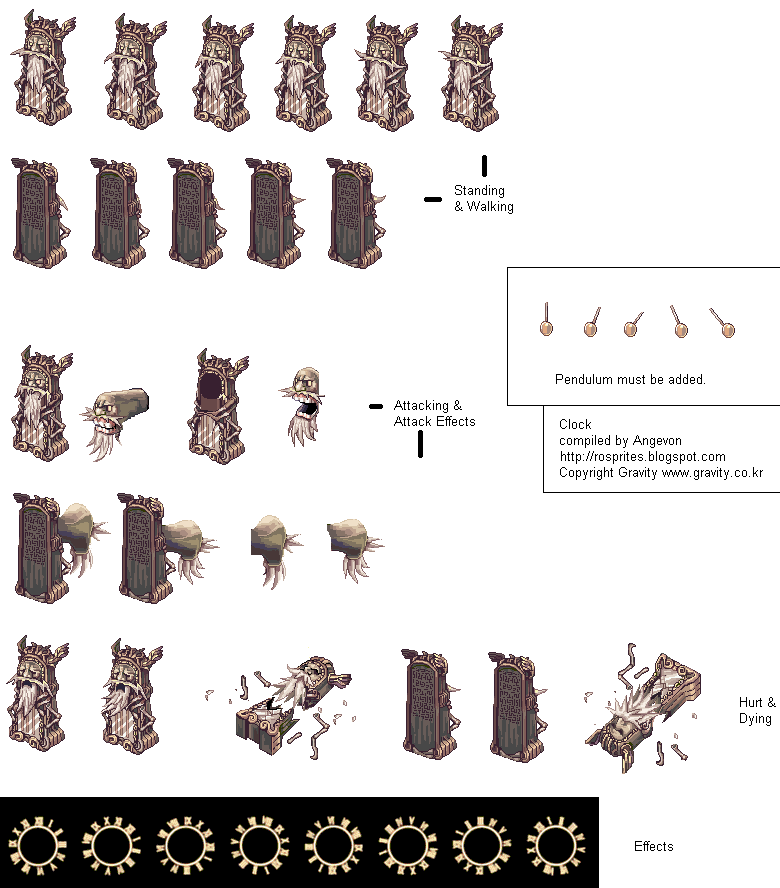 Standing
& Walking
Pendulum must be added.
Attacking &
Attack Effects
Clock
compiled by Angevon
http://rosprites.blogspot.com
Copyright Gravity www.gravity.co.kr
Hurt &
Dying
Effects